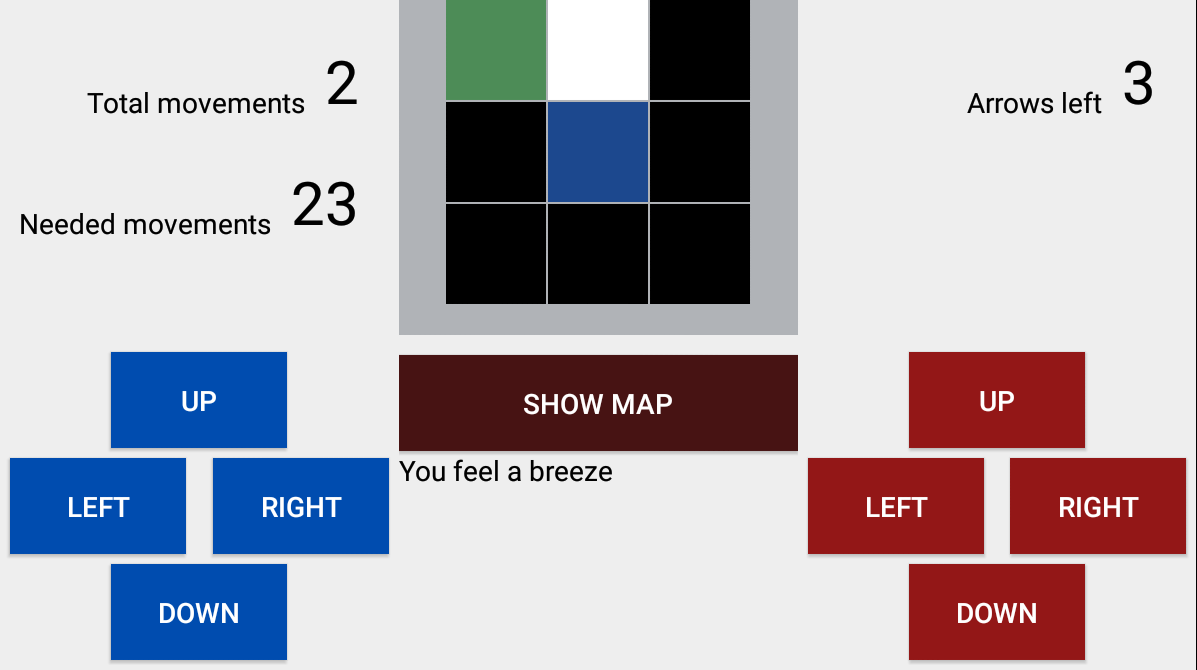 Total movements 2
Arrows left 3
Needed movements 23
UP
SHOW MAP
UP
You feel a breeze
LEFT
RIGHT
LEFT
RIGHT
DOWN
DOWN